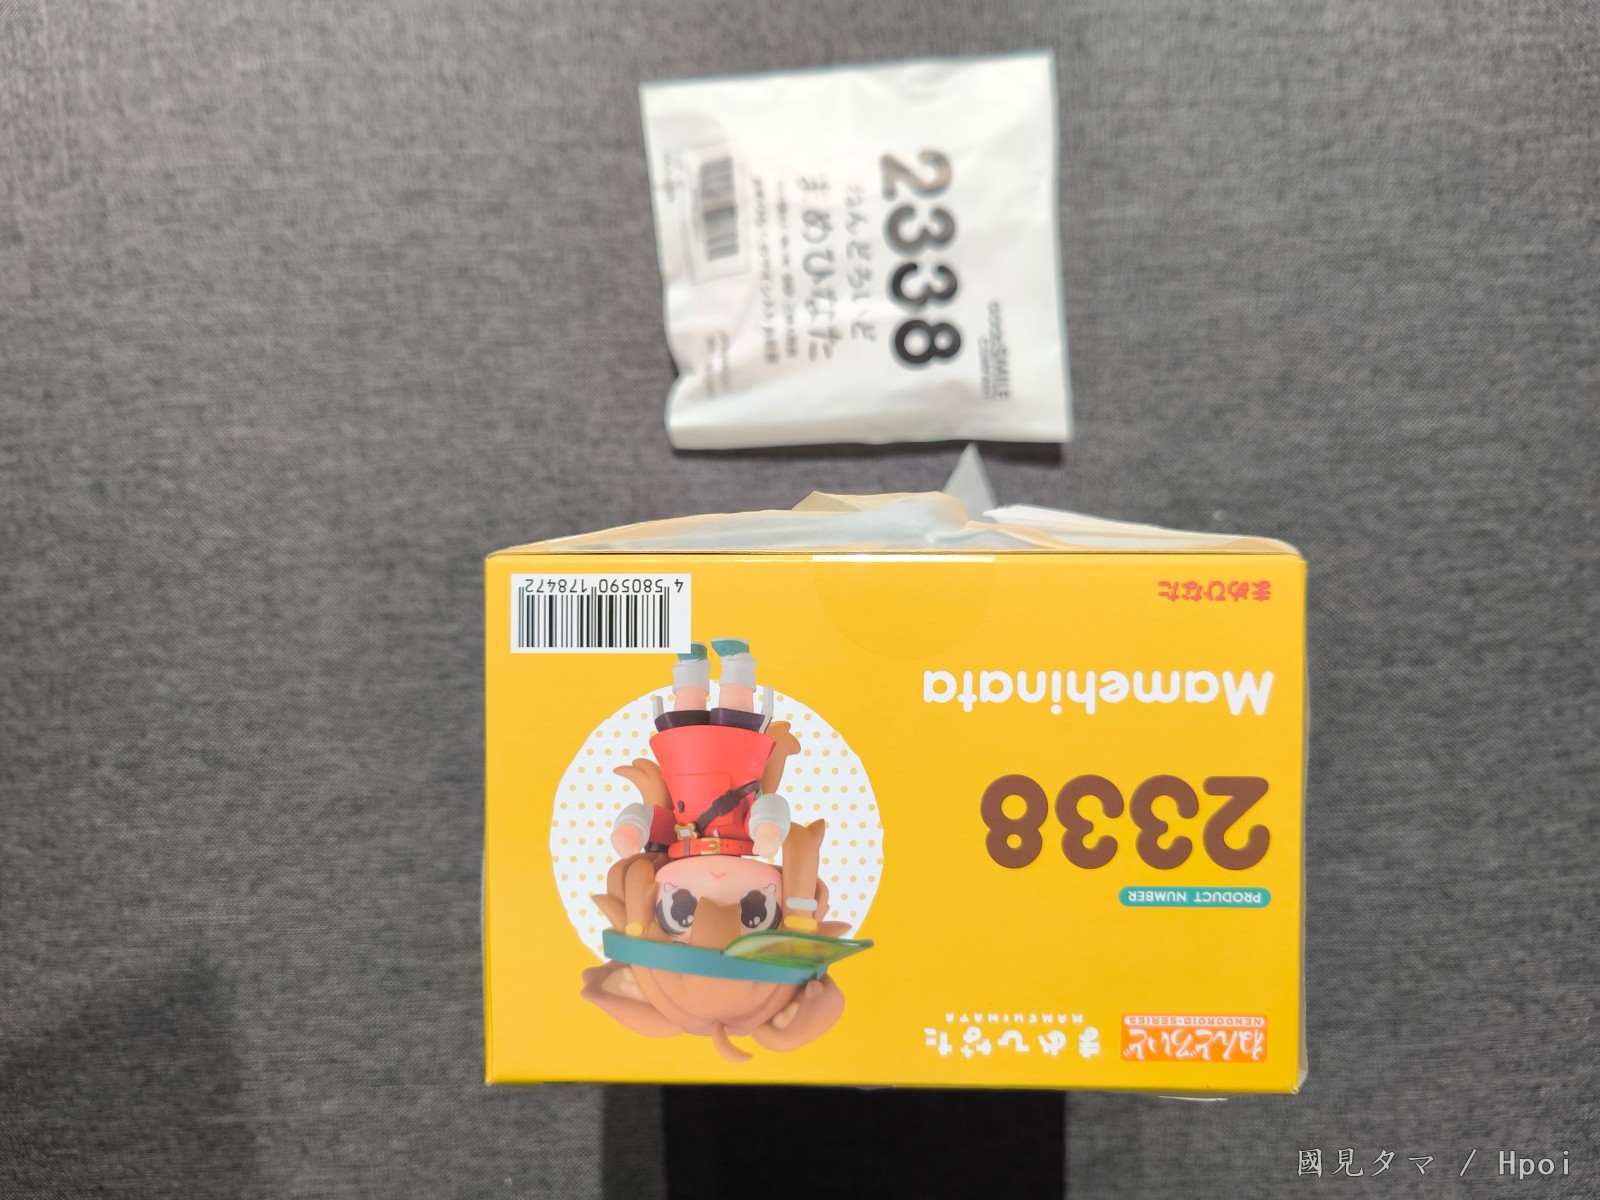 GOODSMILE
COMPANY
2338
ねんどろいど
まめひなた
ねんどろいど
NENDOROID-SERIES
まめひなた
MAMEHINATA
PRODUCT NUMBER
2338
Mamehinata
まめひなた
4 580590 178472
國見タマ / Hpoi